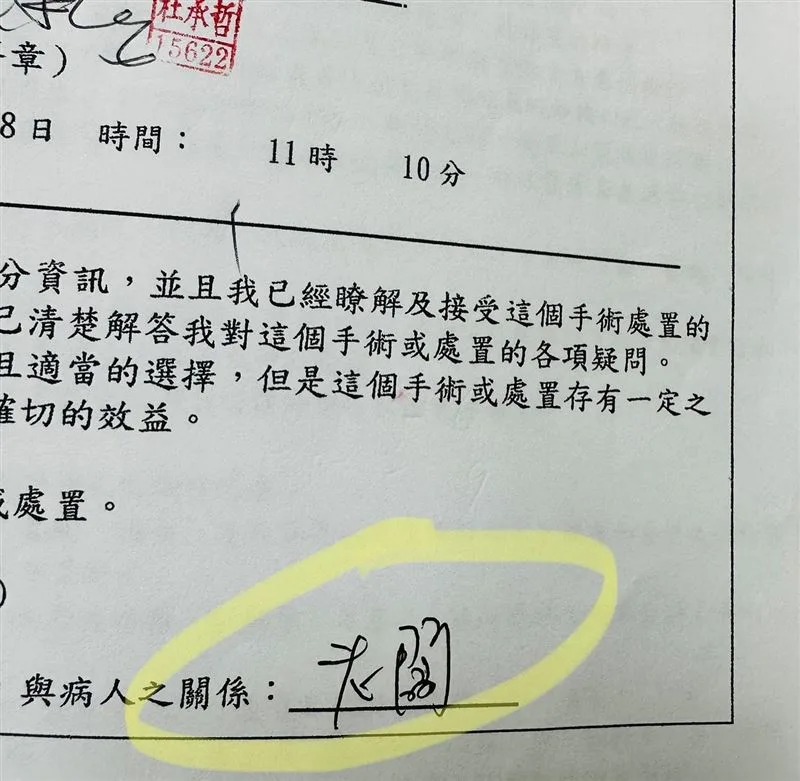 杜承哲
15622
章）
8日　時間：　11時　10分
分資訊，並且我已經瞭解及接受這個手術處置的
已清楚解答我對這個手術或處置的各項疑問。
且適當的選擇，但是這個手術或處置存有一定之
確切的效益。
或處置。
）
與病人之關係：老闆